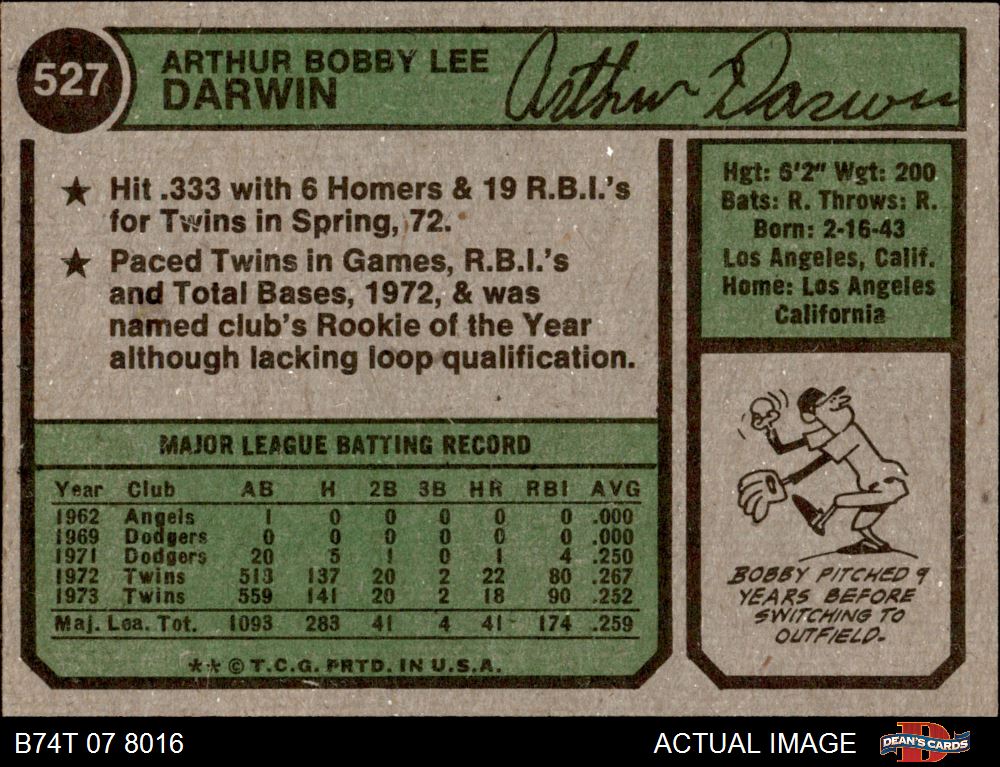 527
ARTHUR BOBBY LEE
DARWIN
Arthur Darwin
★ Hit .333 with 6 Homers & 19 R.B.I.'s
for Twins in Spring, 72.
★ Paced Twins in Games, R.B.I.'s
and Total Bases, 1972, & was
named club's Rookie of the Year
although lacking loop qualification.
Hgt: 6'2" Wgt: 200
Bats: R. Throws: R.
Born: 2-16-43
Los Angeles, Calif.
Home: Los Angeles
California
MAJOR LEAGUE BATTING RECORD
Year Club AB H 2B 3B HR RBI AVG
1962 Angels 1 0 0 0 0 0 .000
1969 Dodgers 0 0 0 0 0 0 .000
1971 Dodgers 20 5 1 0 1 4 .250
1972 Twins 513 137 20 2 22 80 .267
1973 Twins 559 141 20 2 18 90 .252
Maj. Lea. Tot. 1093 283 41 4 41 174 .259
** © T.C.G. PRTD. IN U.S.A.
BOBBY PITCHED 9
YEARS BEFORE
SWITCHING TO
OUTFIELD.
B74T 07 8016
ACTUAL IMAGE
DEAN'S CARDS